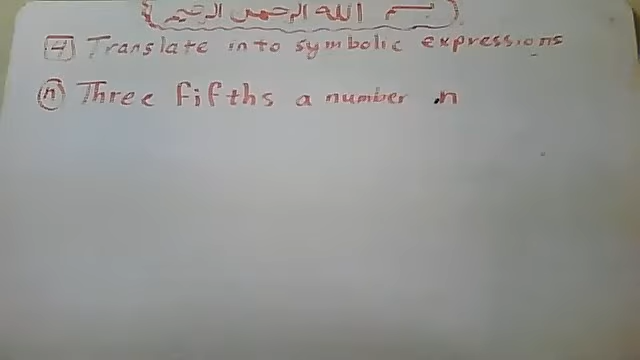 بسم الله الرحمن الرحيم
4 Translate into symbolic expressions
n Three fifths a number n